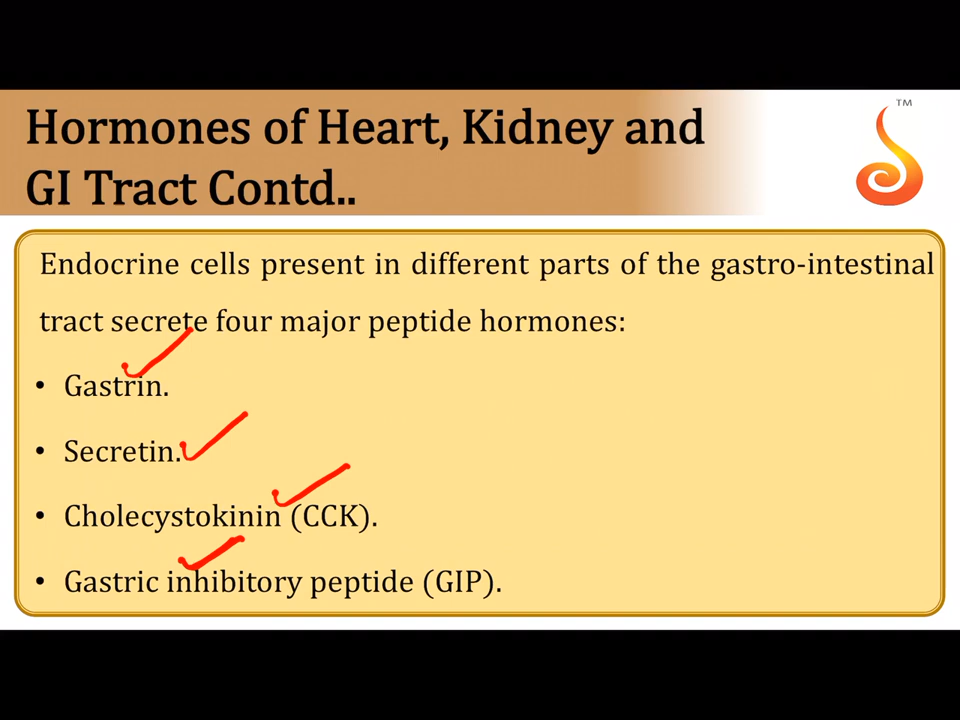 Hormones of Heart, Kidney and
GI Tract Contd..
TM
Endocrine cells present in different parts of the gastro-intestinal
tract secrete four major peptide hormones:
• Gastrin.
• Secretin.
• Cholecystokinin (CCK).
• Gastric inhibitory peptide (GIP).